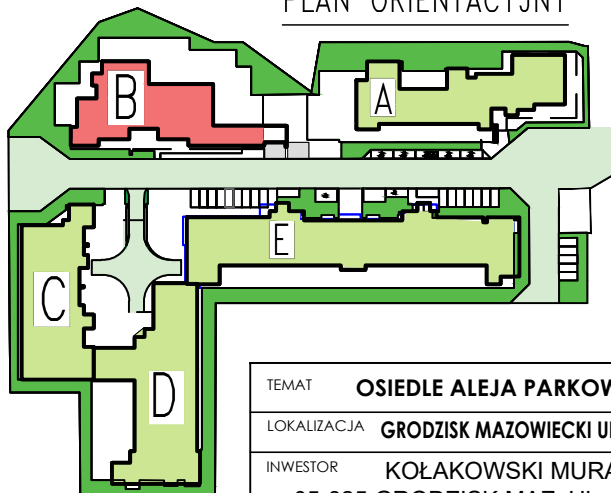 PLAN ORIENTACYJNY
B
A
E
C
D
TEMAT OSIEDLE ALEJA PARKOW
LOKALIZACJA GRODZISK MAZOWIECKI
INWESTOR KOŁAKOWSKI MURA